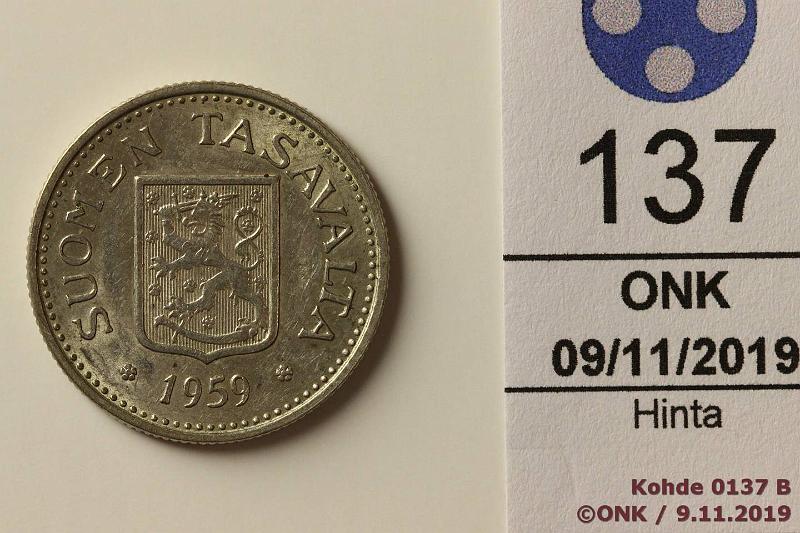 SUOMEN TASAVALTA
1959
137
ONK
09/11/2019
Hinta
Kohde 0137 B
©ONK / 9.11.2019